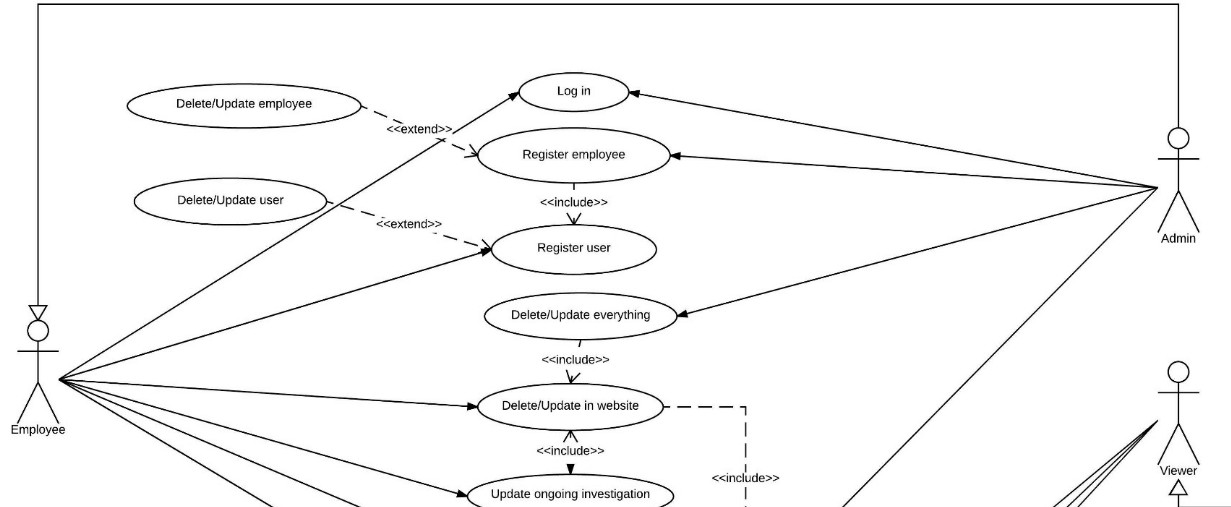 Log in
Delete/Update employee
<<extend>>
Register employee
Delete/Update user
<<include>>
<<extend>>
Register user
Admin
Delete/Update everything
<<include>>
Delete/Update in website
Employee
<<include>>
Viewer
<<include>>
Update ongoing investigation